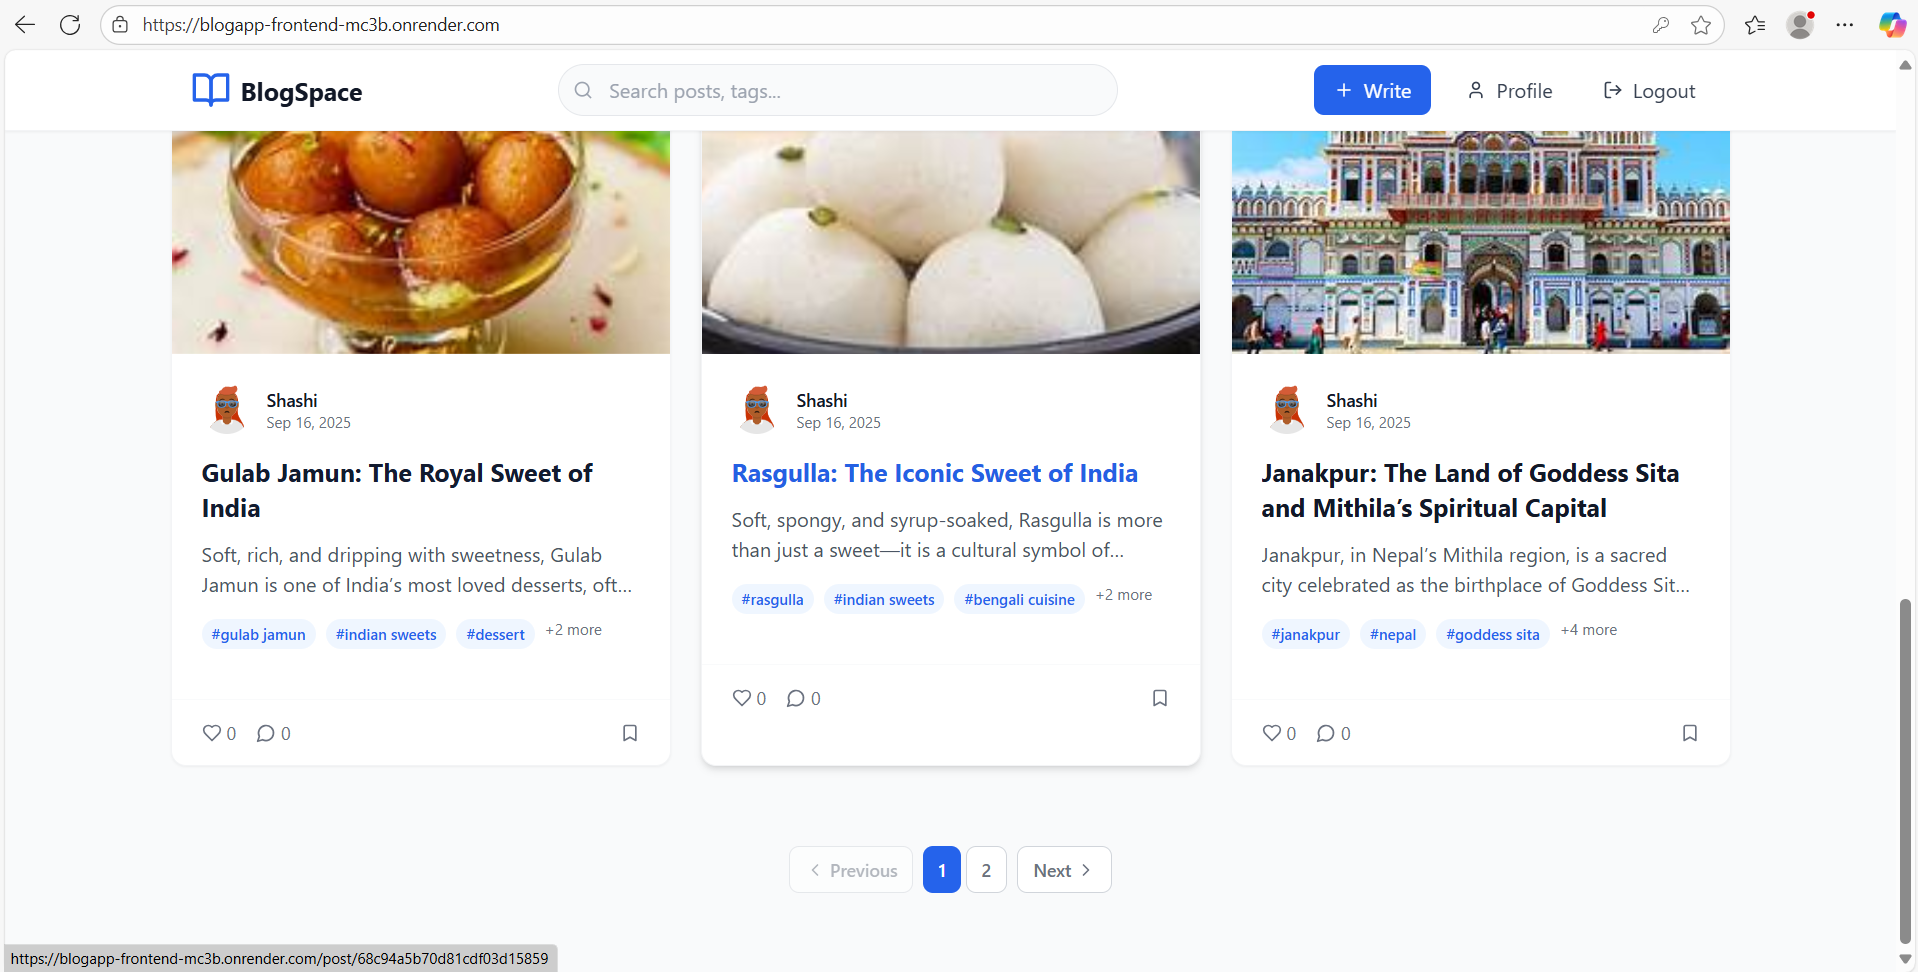 https://blogapp-frontend-mc3b.onrender.com
BlogSpace
Search posts, tags...
Write
Profile
Logout
Shashi
Sep 16, 2025
Gulab Jamun: The Royal Sweet of
India
Soft, rich, and dripping with sweetness, Gulab
Jamun is one of India’s most loved desserts, oft...
#gulab jamun #indian sweets #dessert +2 more
0 0
Shashi
Sep 16, 2025
Rasgulla: The Iconic Sweet of India
Soft, spongy, and syrup-soaked, Rasgulla is more
than just a sweet—it is a cultural symbol of...
#rasgulla #indian sweets #bengali cuisine +2 more
0 0
Shashi
Sep 16, 2025
Janakpur: The Land of Goddess Sita
and Mithila’s Spiritual Capital
Janakpur, in Nepal’s Mithila region, is a sacred
city celebrated as the birthplace of Goddess Sit...
#janakpur #nepal #goddess sita +4 more
0 0
Previous 1 2 Next
https://blogapp-frontend-mc3b.onrender.com/post/68c94a5b70d81cdf03d15859